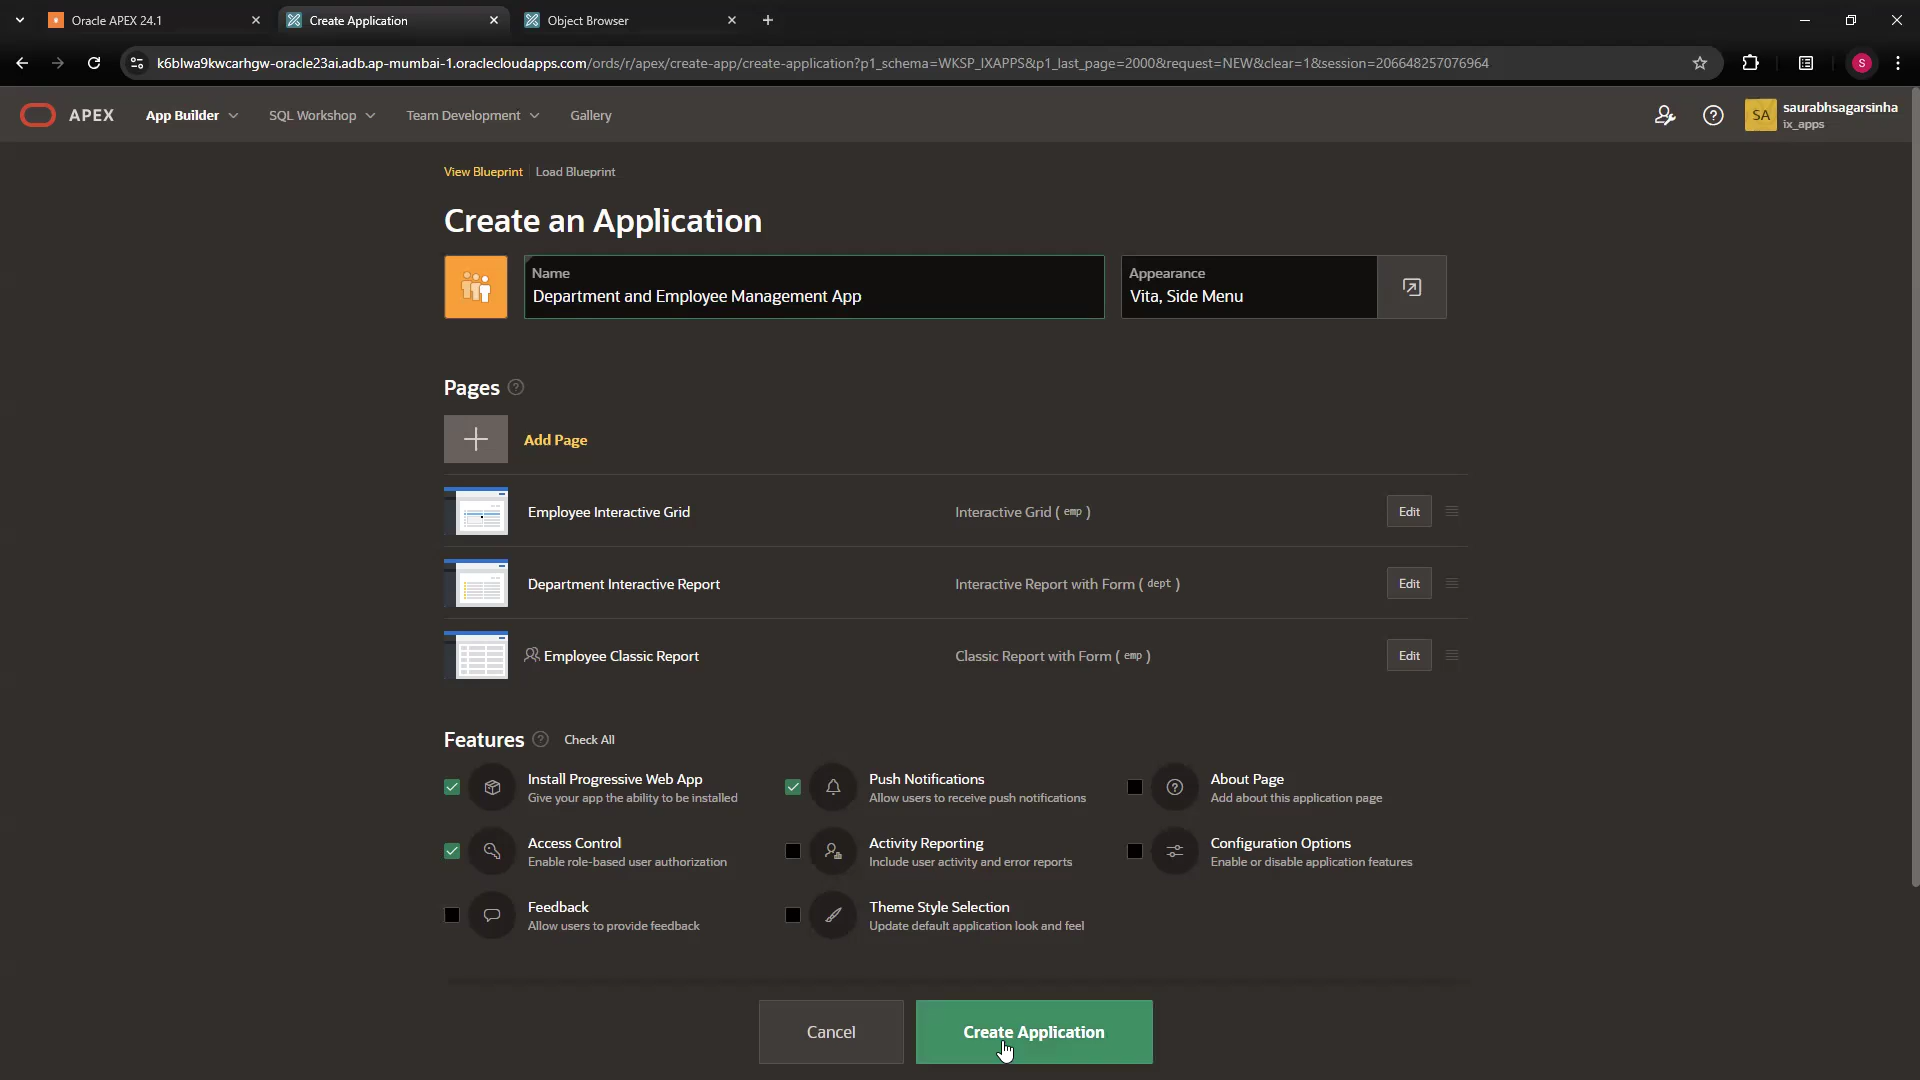 Oracle APEX 24.1
Create Application
Object Browser
k6blwa9kwcarhgw-oracle23ai.adb.ap-mumbai-1.oraclecloudapps.com/ords/r/apex/create-app/create-application?p1_schema=WKSP_IXAPPS&p1_last_page=2000&request=NEW&clear=1&session=206648257076964
S
APEX
App Builder
SQL Workshop
Team Development
Gallery
SA
saurabhsagarsinha
ix_apps
View Blueprint
Load Blueprint
Create an Application
Name
Department and Employee Management App
Appearance
Vita, Side Menu
Pages
Add Page
Employee Interactive Grid
Interactive Grid ( emp )
Edit
Department Interactive Report
Interactive Report with Form ( dept )
Edit
Employee Classic Report
Classic Report with Form ( emp )
Edit
Features
Check All
Install Progressive Web App
Give your app the ability to be installed
Push Notifications
Allow users to receive push notifications
About Page
Add about this application page
Access Control
Enable role-based user authorization
Activity Reporting
Include user activity and error reports
Configuration Options
Enable or disable application features
Feedback
Allow users to provide feedback
Theme Style Selection
Update default application look and feel
Cancel
Create Application